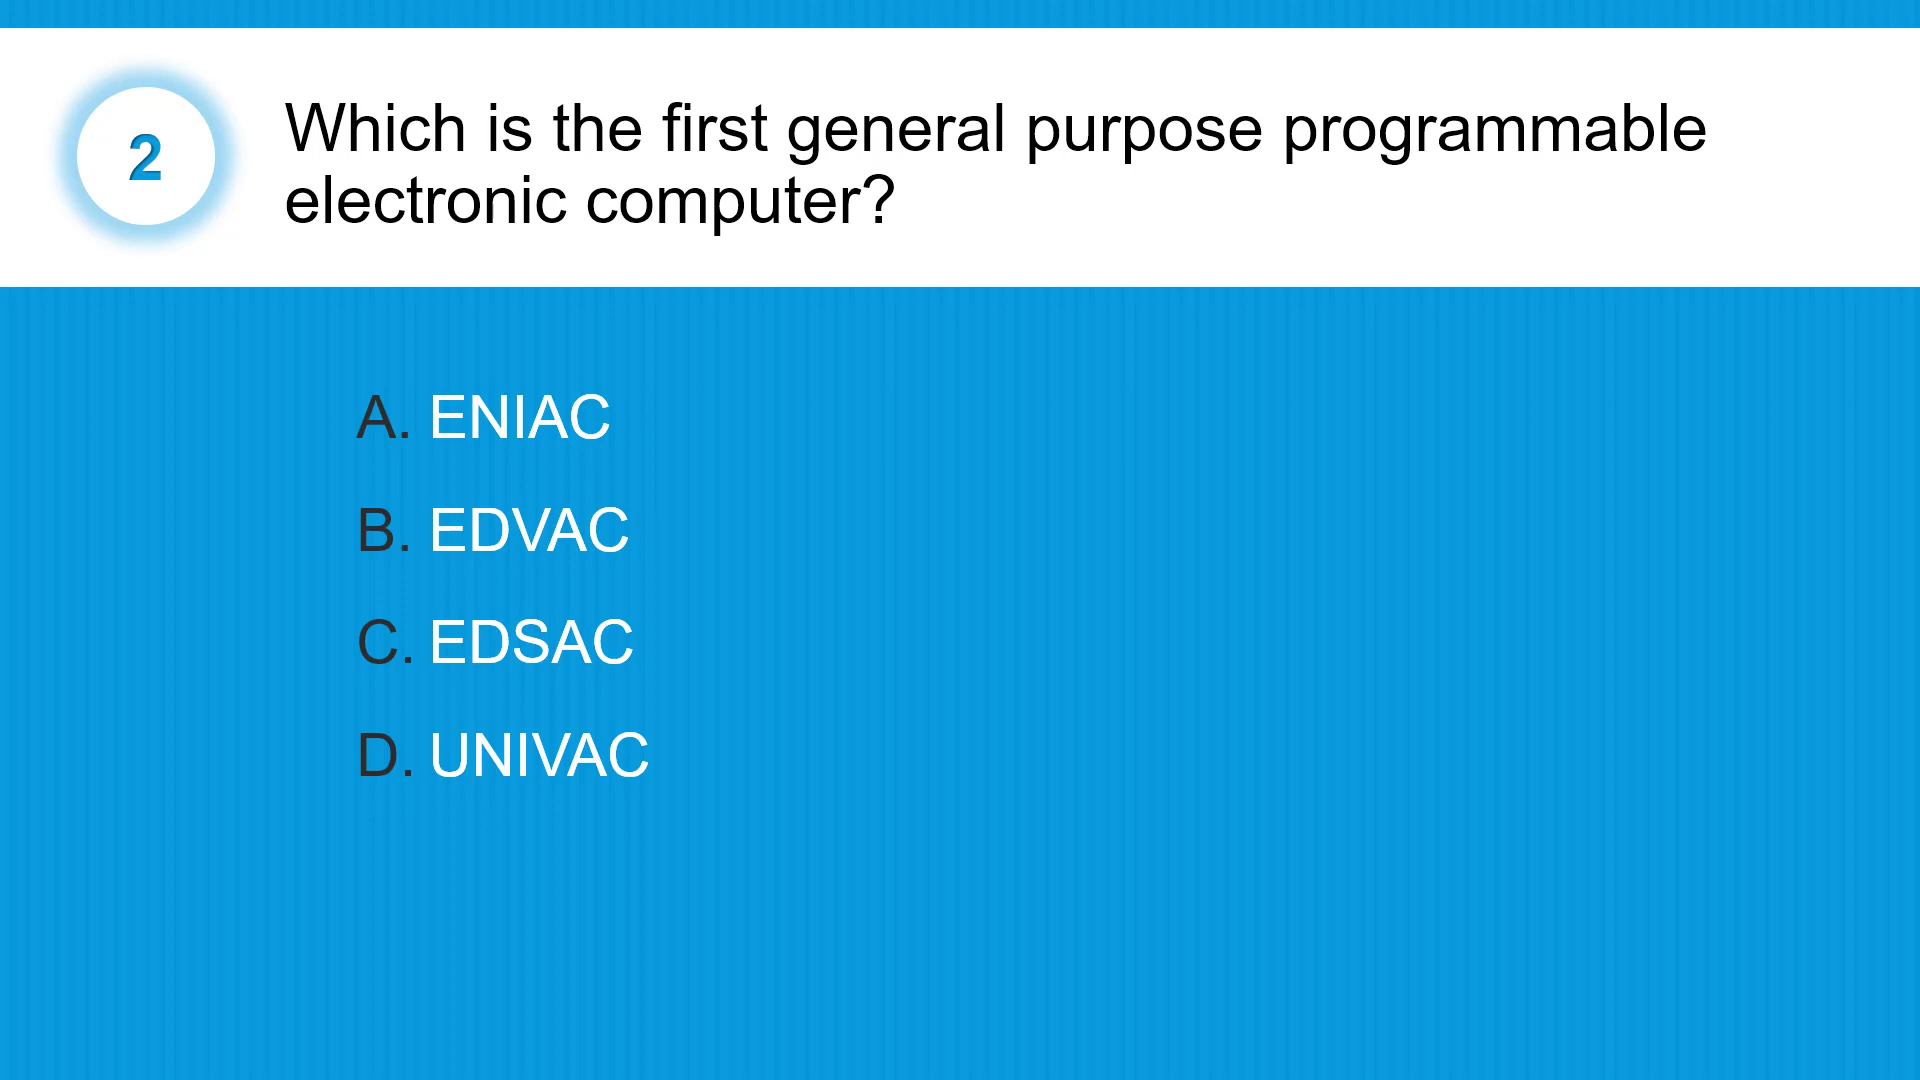 2
Which is the first general purpose programmable
electronic computer?
A. ENIAC
B. EDVAC
C. EDSAC
D. UNIVAC